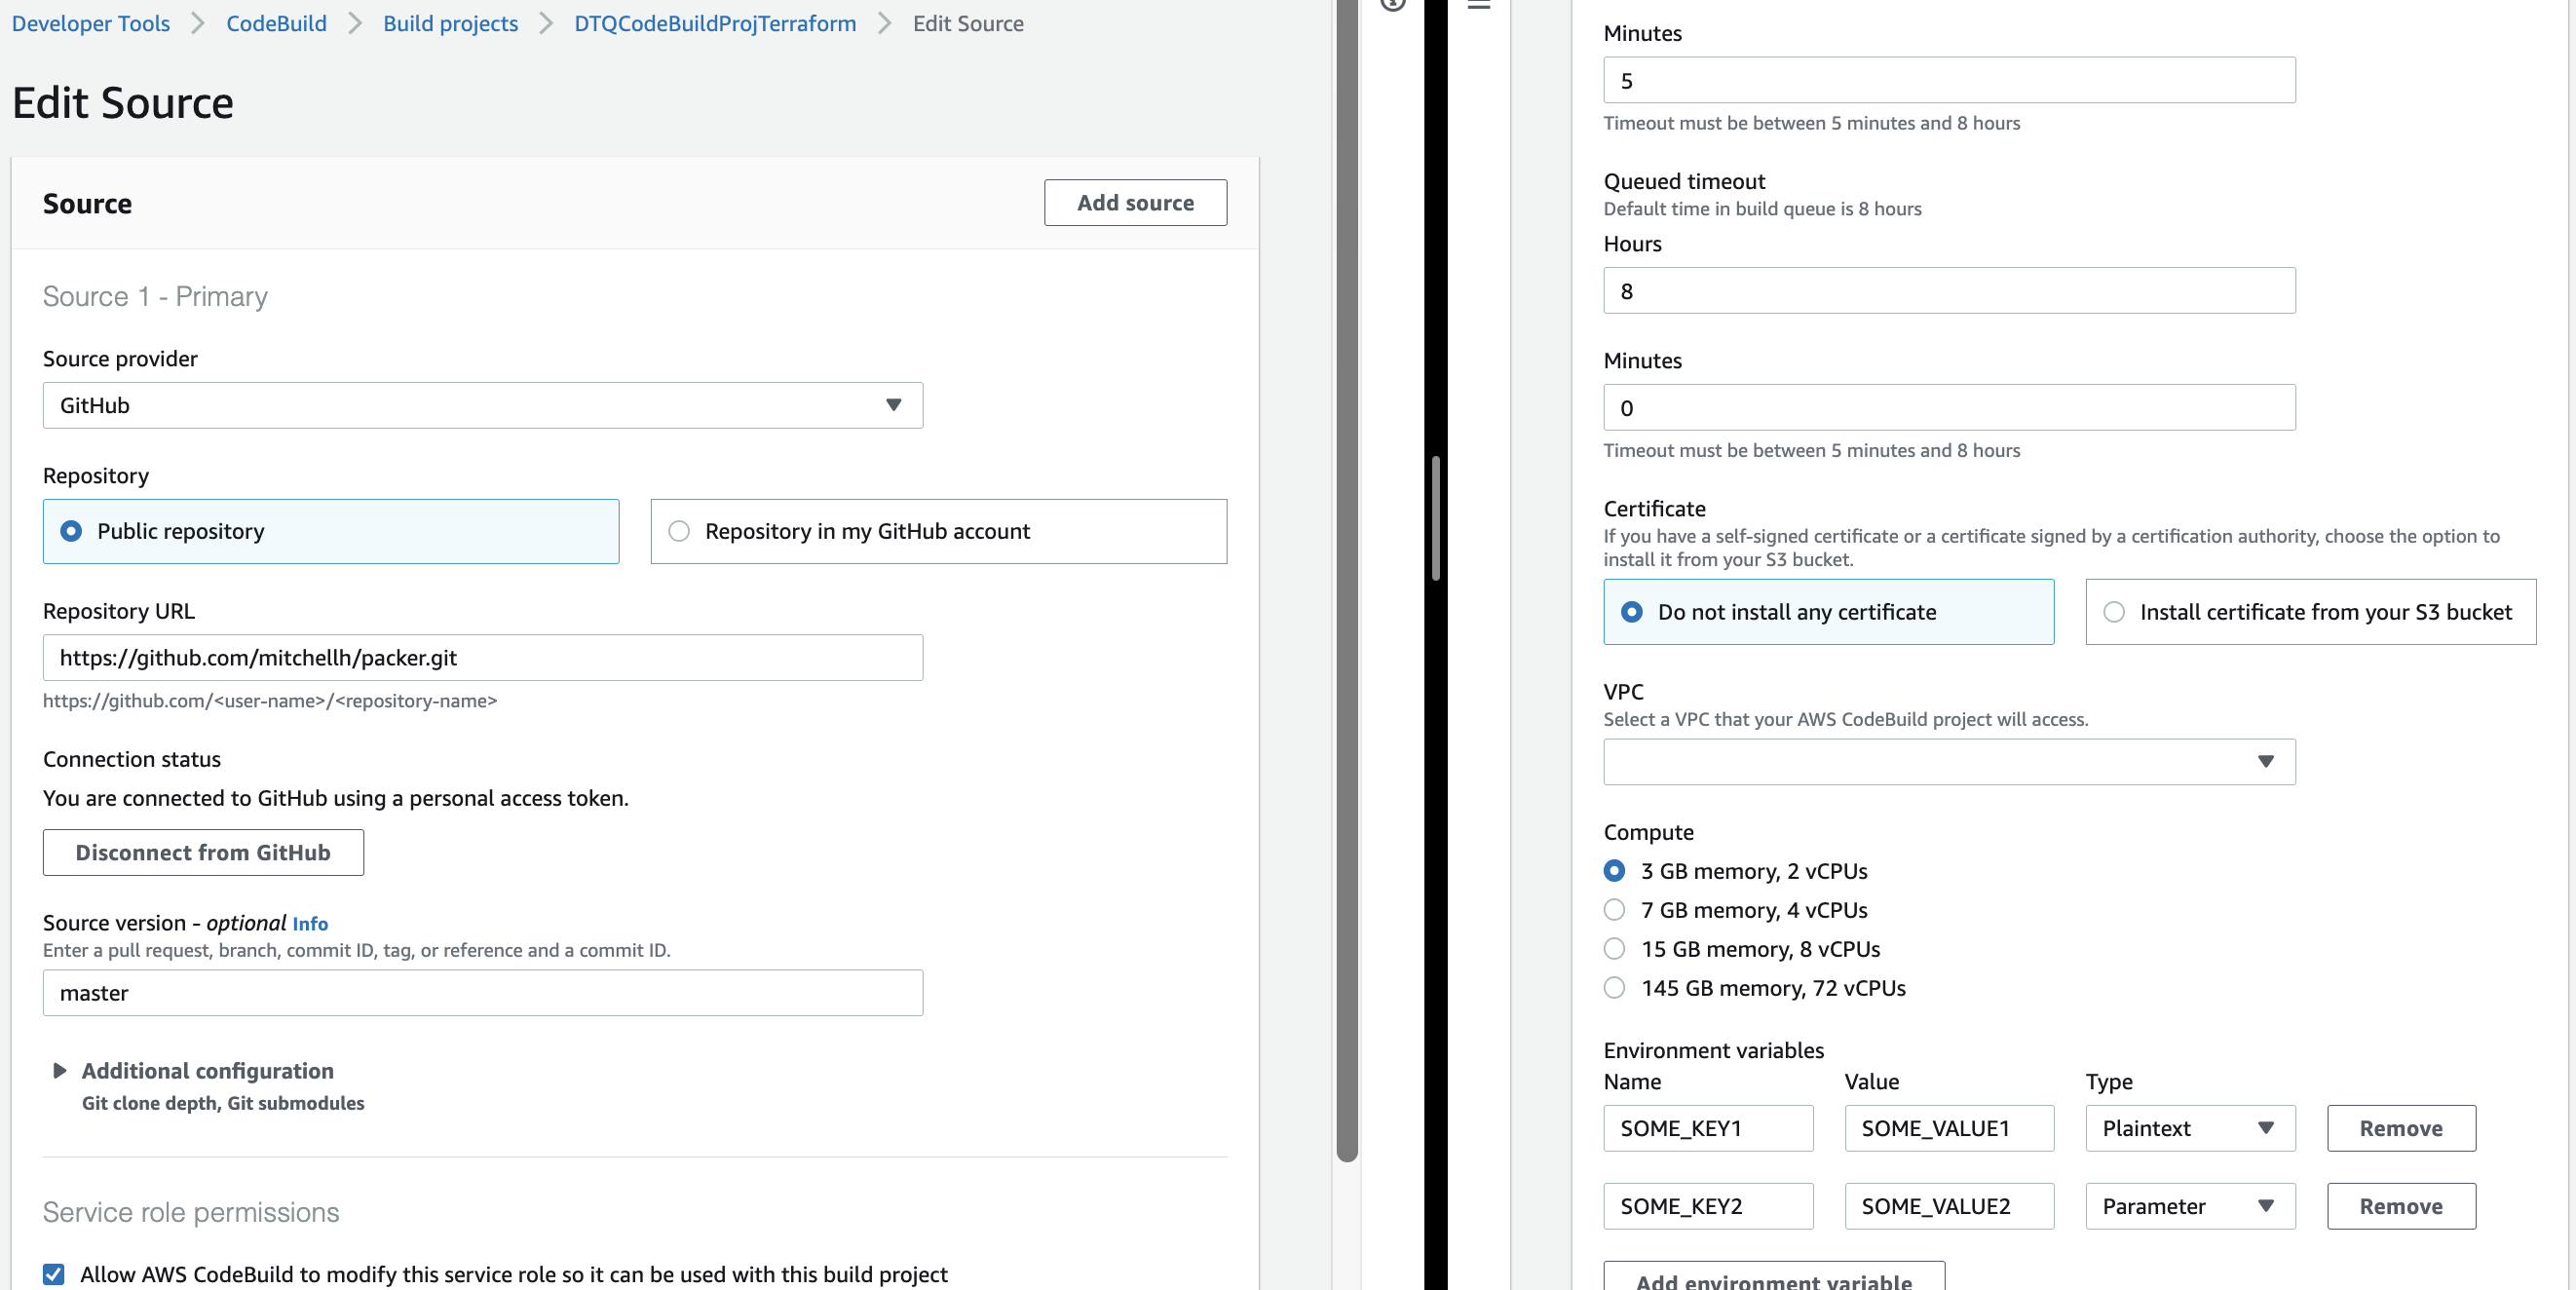 Developer Tools > CodeBuild > Build projects > DTQCodeBuildProjTerraform > Edit Source
Edit Source
Source
Add source
Source 1 - Primary
Source provider
GitHub
Repository
Public repository
Repository in my GitHub account
Repository URL
https://github.com/mitchellh/packer.git
https://github.com/<user-name>/<repository-name>
Connection status
You are connected to GitHub using a personal access token.
Disconnect from GitHub
Source version - optional Info
Enter a pull request, branch, commit ID, tag, or reference and a commit ID.
master
Additional configuration
Git clone depth, Git submodules
Service role permissions
Allow AWS CodeBuild to modify this service role so it can be used with this build project
Minutes
5
Timeout must be between 5 minutes and 8 hours
Queued timeout
Default time in build queue is 8 hours
Hours
8
Minutes
0
Timeout must be between 5 minutes and 8 hours
Certificate
If you have a self-signed certificate or a certificate signed by a certification authority, choose the option to
install it from your S3 bucket.
Do not install any certificate
Install certificate from your S3 bucket
VPC
Select a VPC that your AWS CodeBuild project will access.
Compute
3 GB memory, 2 vCPUs
7 GB memory, 4 vCPUs
15 GB memory, 8 vCPUs
145 GB memory, 72 vCPUs
Environment variables
Name Value Type
SOME_KEY1 SOME_VALUE1 Plaintext Remove
SOME_KEY2 SOME_VALUE2 Parameter Remove
Add environment variable